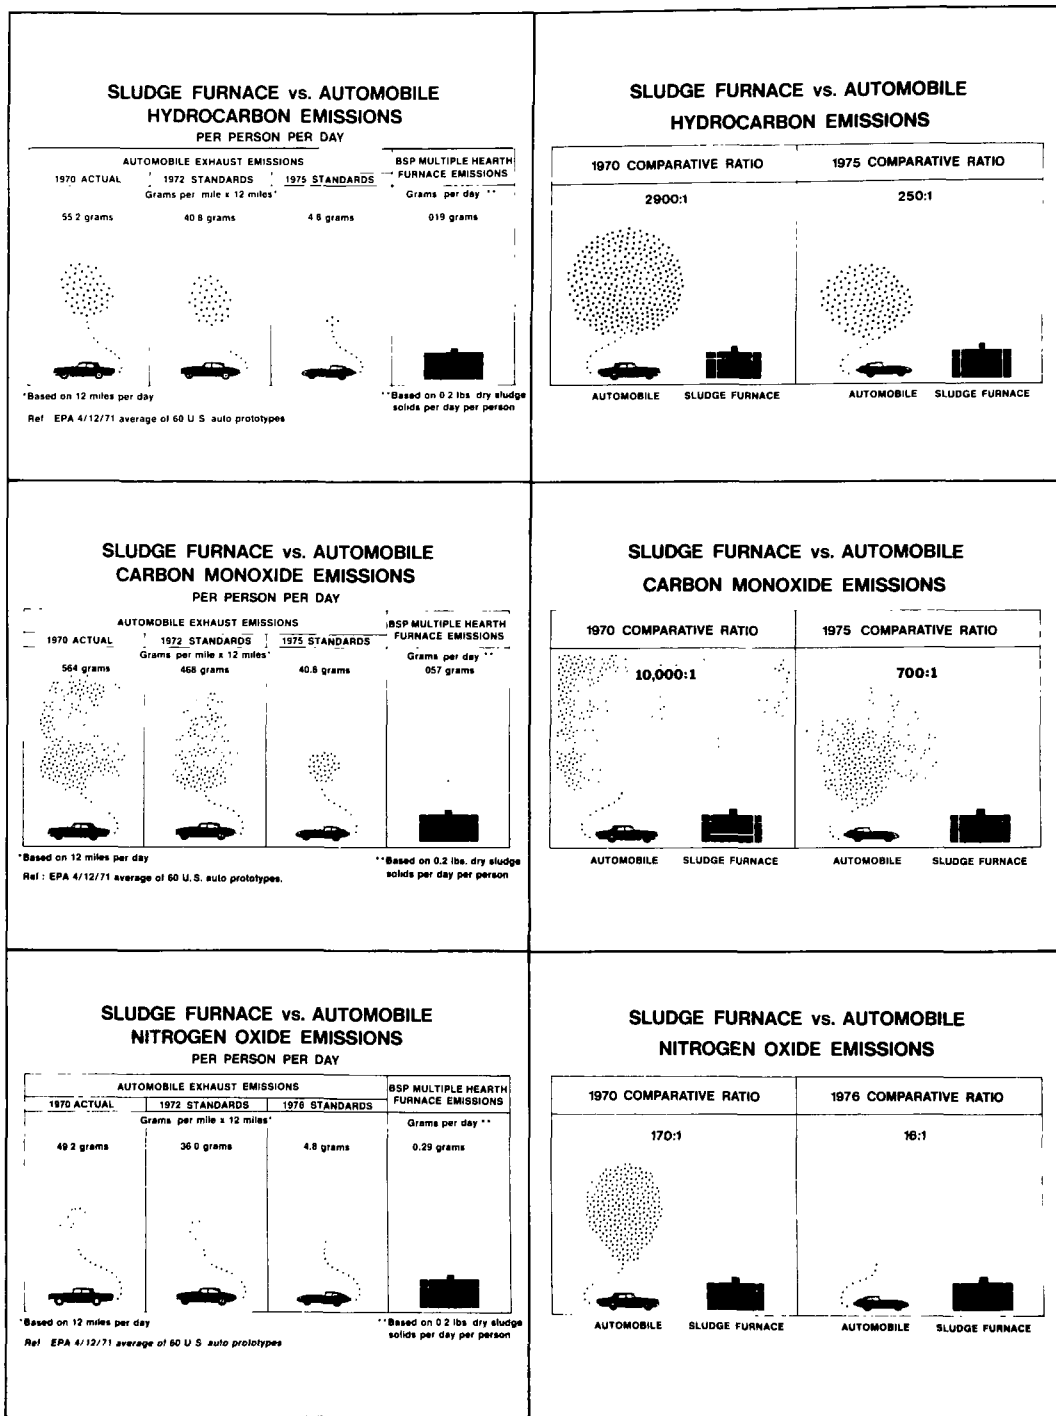 SLUDGE FURNACE vs. AUTOMOBILE
HYDROCARBON EMISSIONS
PER PERSON PER DAY
AUTOMOBILE EXHAUST EMISSIONS
BSP MULTIPLE HEARTH
FURNACE EMISSIONS
1970 ACTUAL
1972 STANDARDS
1975 STANDARDS
Grams per mile x 12 miles*
Grams per day **
55 2 grams
40 8 grams
4 8 grams
019 grams
*Based on 12 miles per day
**Based on 0 2 lbs. dry sludge
solids per day per person
Ref EPA 4/12/71 average of 60 U S auto prototypes
SLUDGE FURNACE vs. AUTOMOBILE
HYDROCARBON EMISSIONS
1970 COMPARATIVE RATIO
1975 COMPARATIVE RATIO
2900:1
250:1
AUTOMOBILE
SLUDGE FURNACE
AUTOMOBILE
SLUDGE FURNACE
SLUDGE FURNACE vs. AUTOMOBILE
CARBON MONOXIDE EMISSIONS
PER PERSON PER DAY
AUTOMOBILE EXHAUST EMISSIONS
BSP MULTIPLE HEARTH
FURNACE EMISSIONS
1970 ACTUAL
1972 STANDARDS
1975 STANDARDS
Grams per mile x 12 miles*
Grams per day **
564 grams
468 grams
40.8 grams
057 grams
*Based on 12 miles per day
**Based on 0.2 lbs. dry sludge
solids per day per person
Ref : EPA 4/12/71 average of 60 U.S. auto prototypes.
SLUDGE FURNACE vs. AUTOMOBILE
CARBON MONOXIDE EMISSIONS
1970 COMPARATIVE RATIO
1975 COMPARATIVE RATIO
10,000:1
700:1
AUTOMOBILE
SLUDGE FURNACE
AUTOMOBILE
SLUDGE FURNACE
SLUDGE FURNACE vs. AUTOMOBILE
NITROGEN OXIDE EMISSIONS
PER PERSON PER DAY
AUTOMOBILE EXHAUST EMISSIONS
BSP MULTIPLE HEARTH
FURNACE EMISSIONS
1970 ACTUAL
1972 STANDARDS
1976 STANDARDS
Grams per mile x 12 miles*
Grams per day **
49 2 grams
36 0 grams
4.8 grams
0.29 grams
*Based on 12 miles per day
**Based on 0 2 lbs dry sludge
solids per day per person
Ref EPA 4/12/71 average of 60 U S auto prototypes
SLUDGE FURNACE vs. AUTOMOBILE
NITROGEN OXIDE EMISSIONS
1970 COMPARATIVE RATIO
1976 COMPARATIVE RATIO
170:1
16:1
AUTOMOBILE
SLUDGE FURNACE
AUTOMOBILE
SLUDGE FURNACE